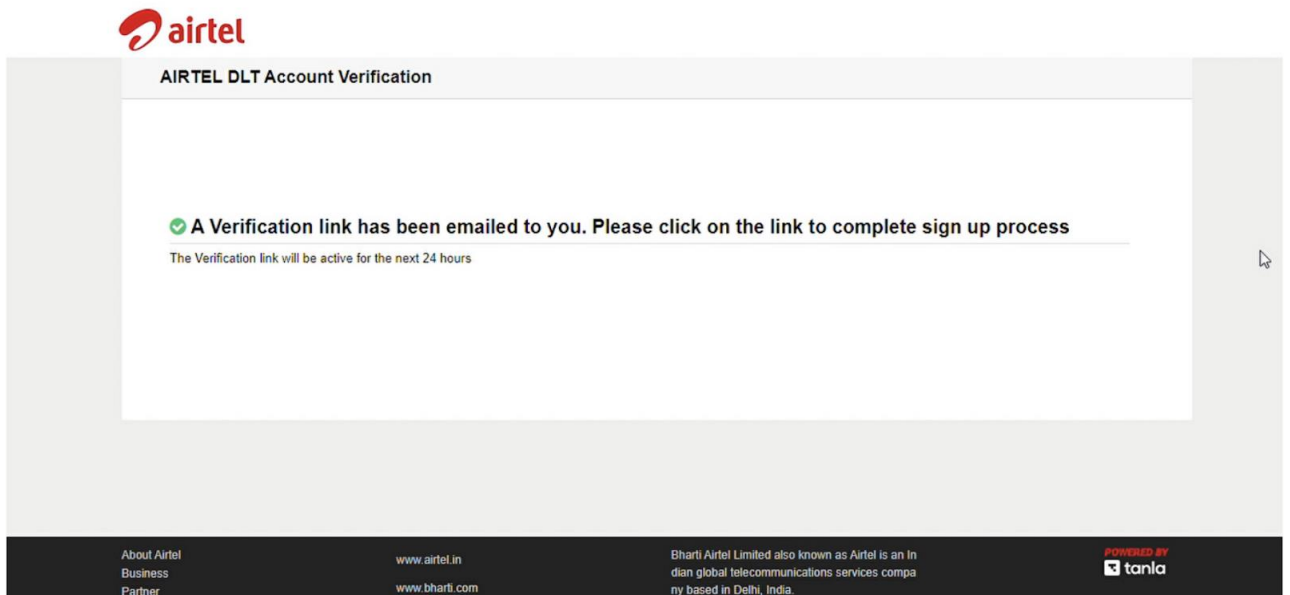 airtel
AIRTEL DLT Account Verification
A Verification link has been emailed to you. Please click on the link to complete sign up process
The Verification link will be active for the next 24 hours
About Airtel
Business
Partner
www.airtel.in
www.bharti.com
Bharti Airtel Limited also known as Airtel is an In
dian global telecommunications services compa
ny based in Delhi, India.
POWERED BY
tanla